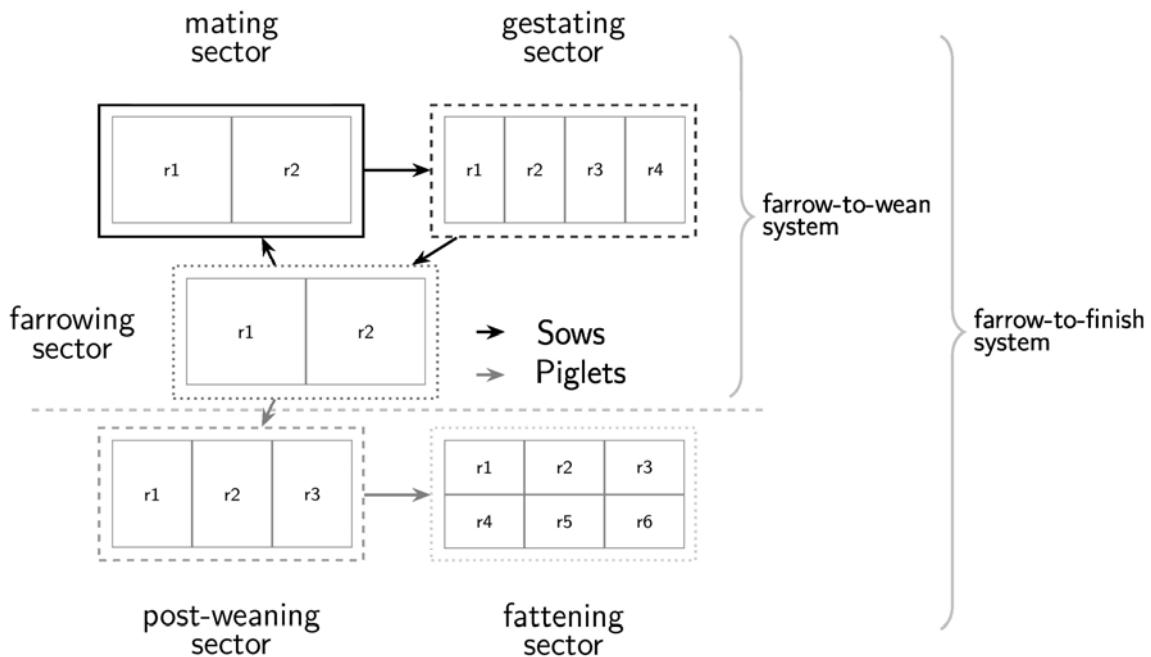 mating
sector
gestating
sector
r1
r2
r1
r2
r3
r4
farrow-to-wean
system
farrowing
sector
r1
r2
Sows
Piglets
farrow-to-finish
system
r1
r2
r3
r1
r2
r3
r4
r5
r6
post-weaning
sector
fattening
sector